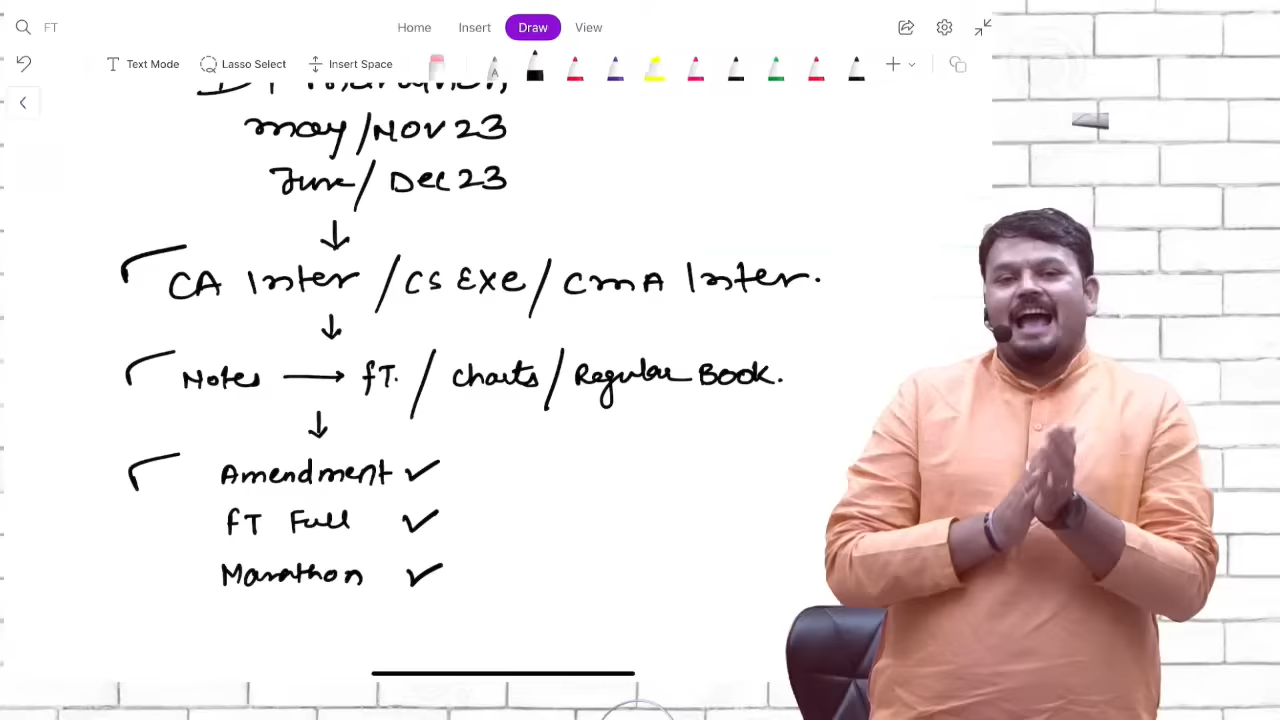 FT
Home Insert Draw View
Text Mode Lasso Select Insert Space
May/NOV 23
June/Dec 23
CA Inter/CS EXE/CMA Inter.
Notes → fT./Charts/Regular Book.
Amendment ✓
fT Full ✓
Marathon ✓